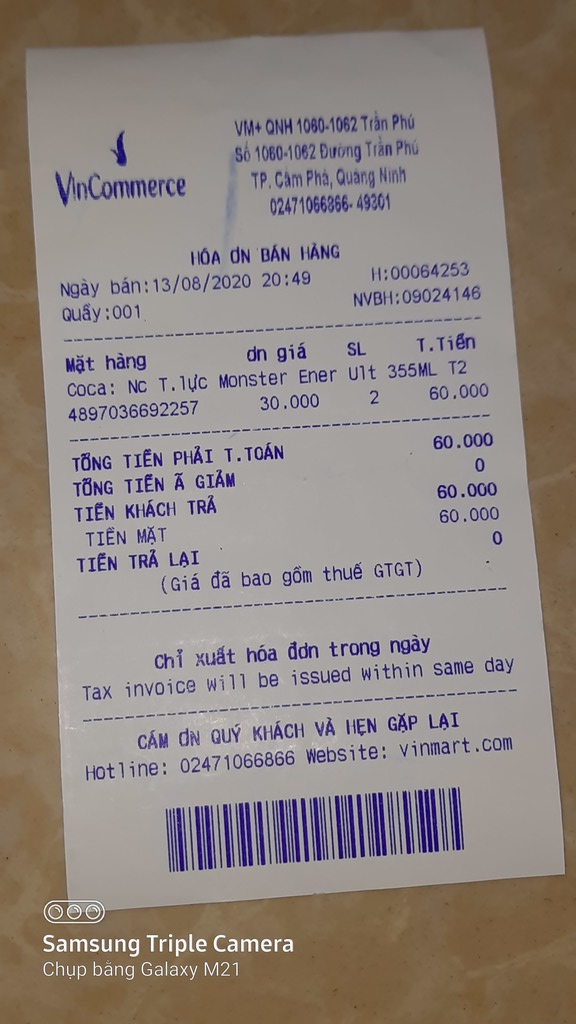 VinCommerce
VM+ QNH 1060-1062 Trần Phú
Số 1060-1062 Đường Trần Phú
TP. Cẩm Phả, Quảng Ninh
02471066866- 49301
HÓA ƠN BÁN HÀNG
Ngày bán:13/08/2020 20:49 H:00064253
Quầy:001 NVBH:09024146
Mặt hàng ơn giá SL T.Tiền
Coca: NC T.lực Monster Ener Ult 355ML T2
4897036692257 30.000 2 60.000
TỔNG TIỀN PHẢI T.TOÁN 60.000
TỔNG TIỀN Ã GIẢM 0
TIỀN KHÁCH TRẢ 60.000
TIỀN MẶT 60.000
TIỀN TRẢ LẠI 0
(Giá đã bao gồm thuế GTGT)
Chỉ xuất hóa đơn trong ngày
Tax invoice will be issued within same day
CÁM ƠN QUÝ KHÁCH VÀ HẸN GẶP LẠI
Hotline: 02471066866 Website: vinmart.com
Samsung Triple Camera
Chụp bằng Galaxy M21